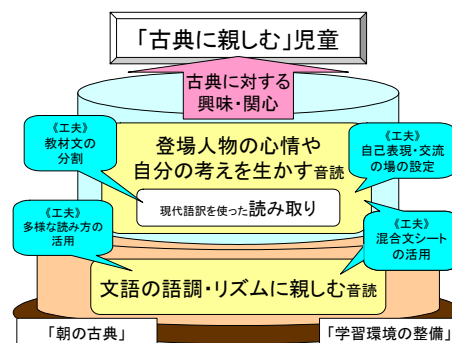 「古典に親しむ」児童
古典に対する
興味・関心
《工夫》
教材文の
分割
登場人物の心情や
自分の考えを生かす音読
《工夫》
自己表現・交流
の場の設定
現代語訳を使った読み取り
《工夫》
多様な読み方の
活用
《工夫》
混合文シート
の活用
文語の語調・リズムに親しむ音読
「朝の古典」
「学習環境の整備」